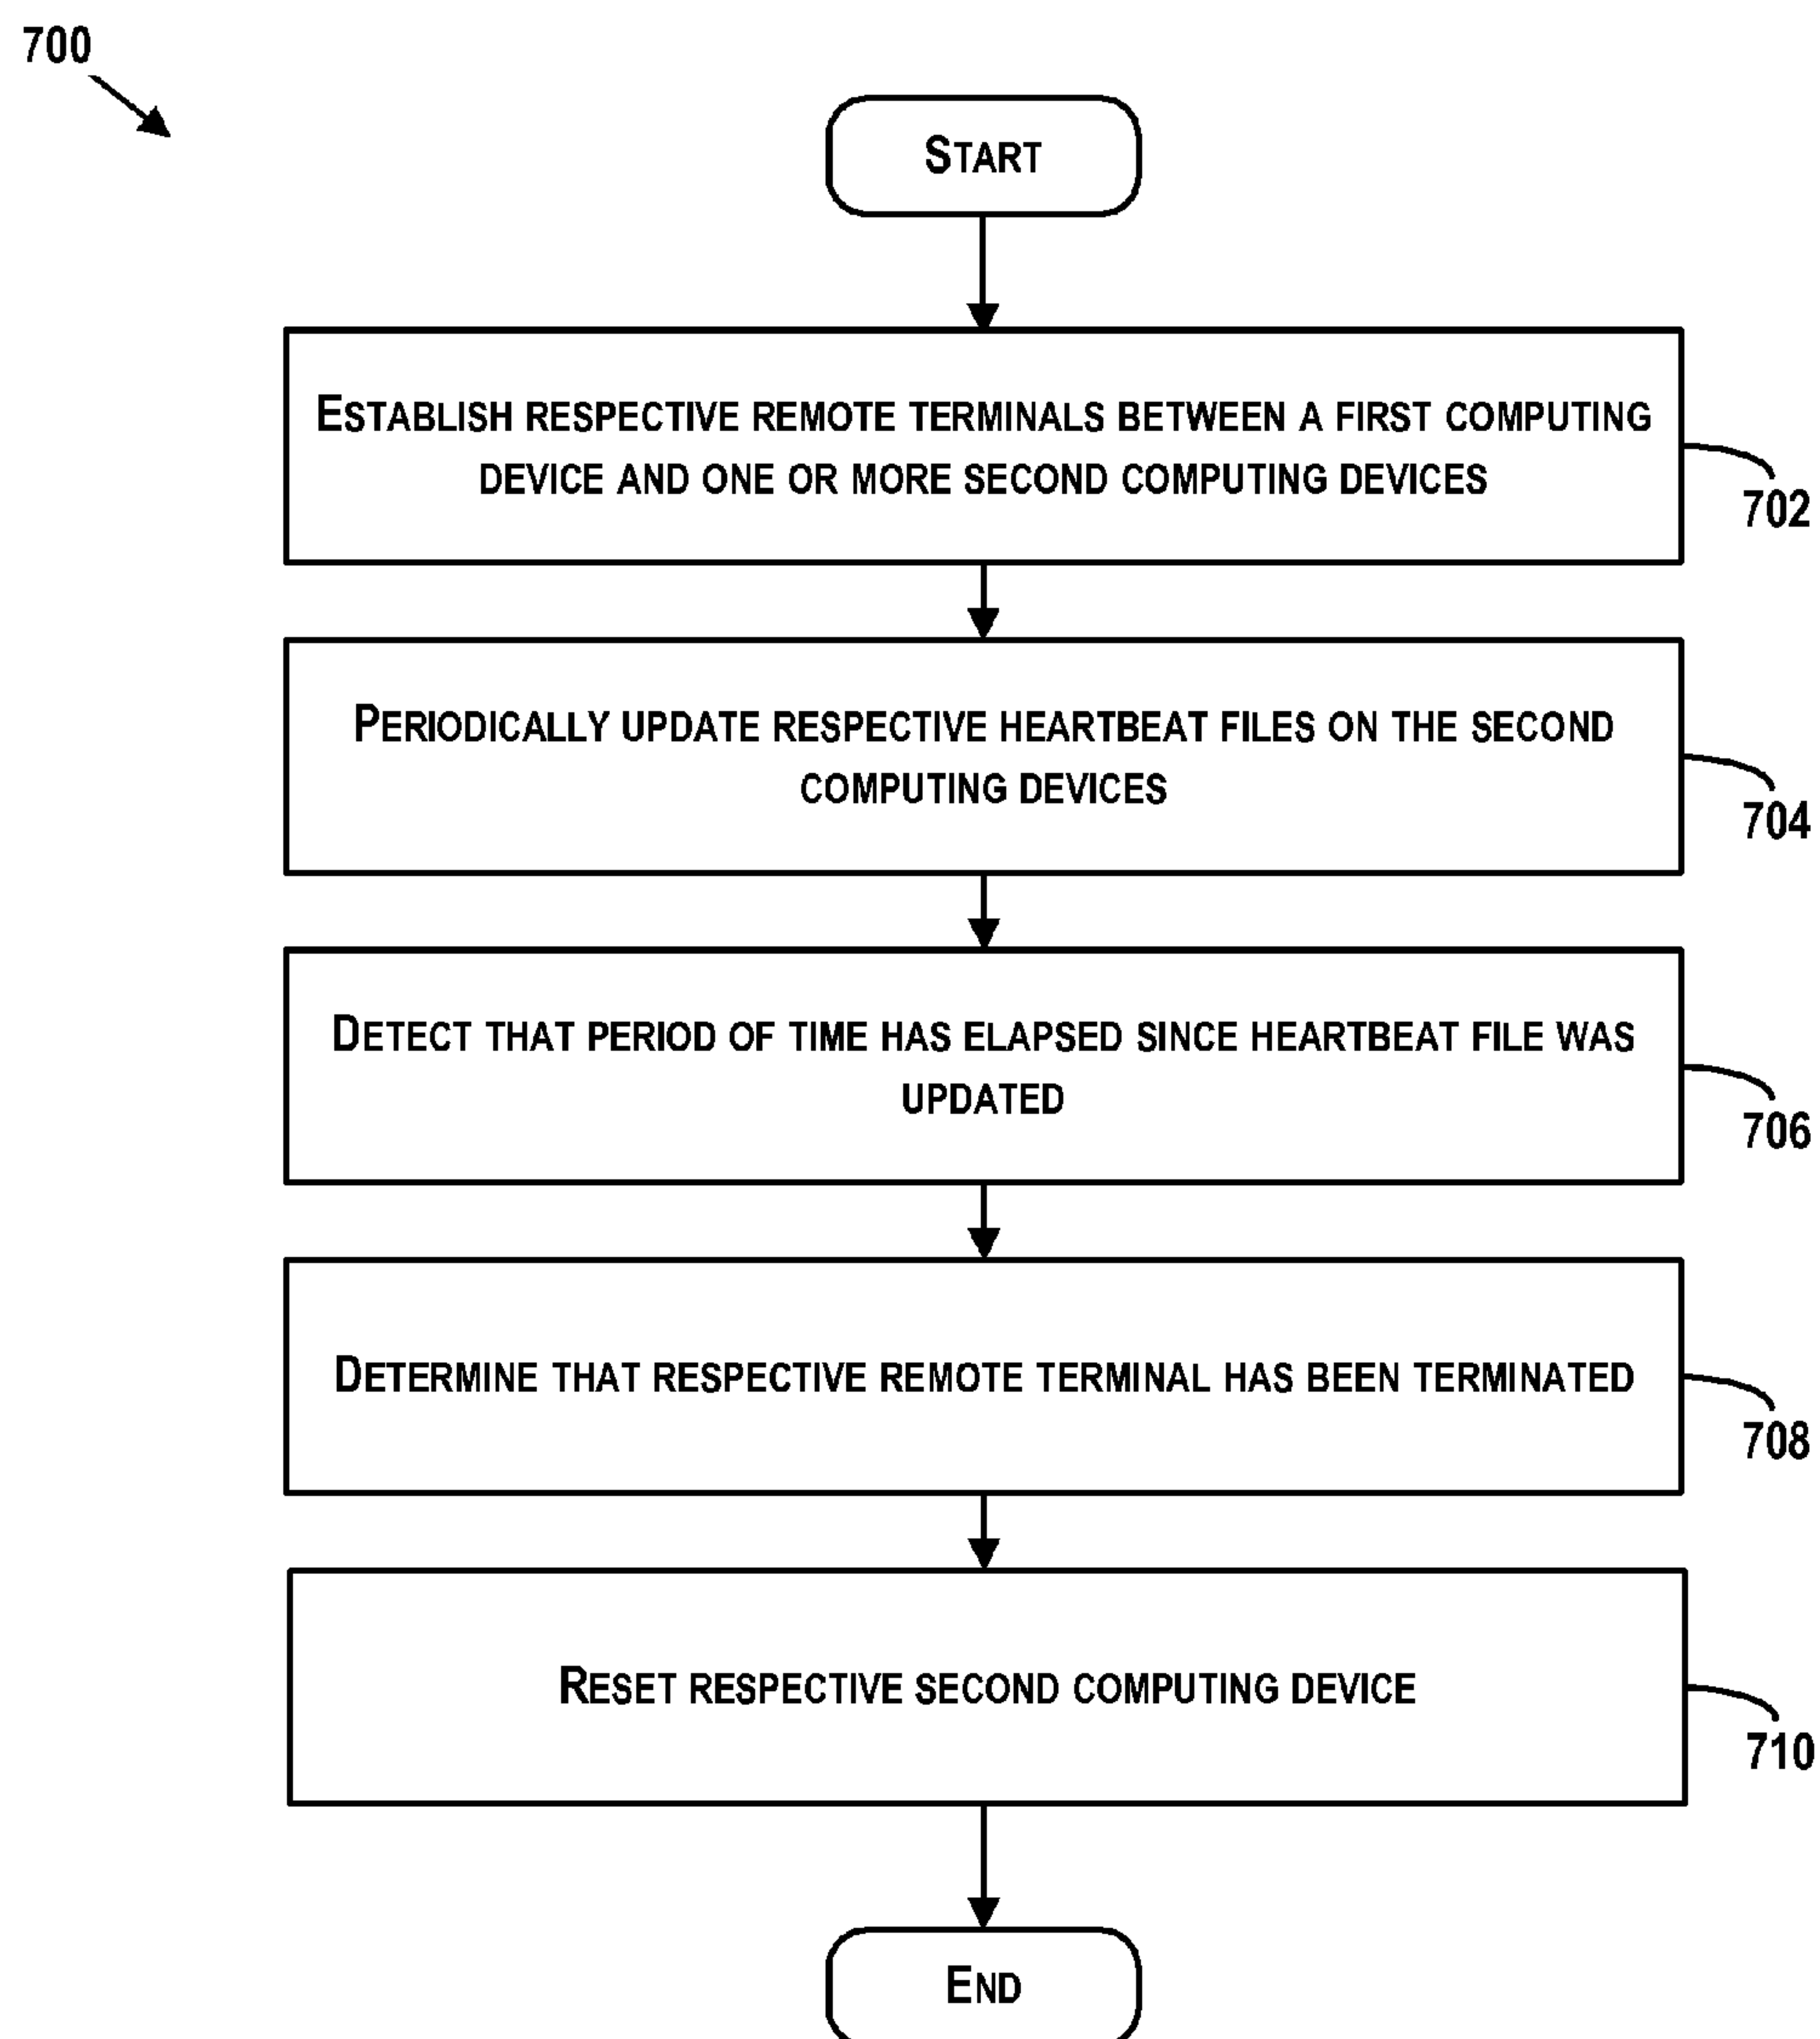 700
START
ESTABLISH RESPECTIVE REMOTE TERMINALS BETWEEN A FIRST COMPUTING
DEVICE AND ONE OR MORE SECOND COMPUTING DEVICES
702
PERIODICALLY UPDATE RESPECTIVE HEARTBEAT FILES ON THE SECOND
COMPUTING DEVICES
704
DETECT THAT PERIOD OF TIME HAS ELAPSED SINCE HEARTBEAT FILE WAS
UPDATED
706
DETERMINE THAT RESPECTIVE REMOTE TERMINAL HAS BEEN TERMINATED
708
RESET RESPECTIVE SECOND COMPUTING DEVICE
710
END